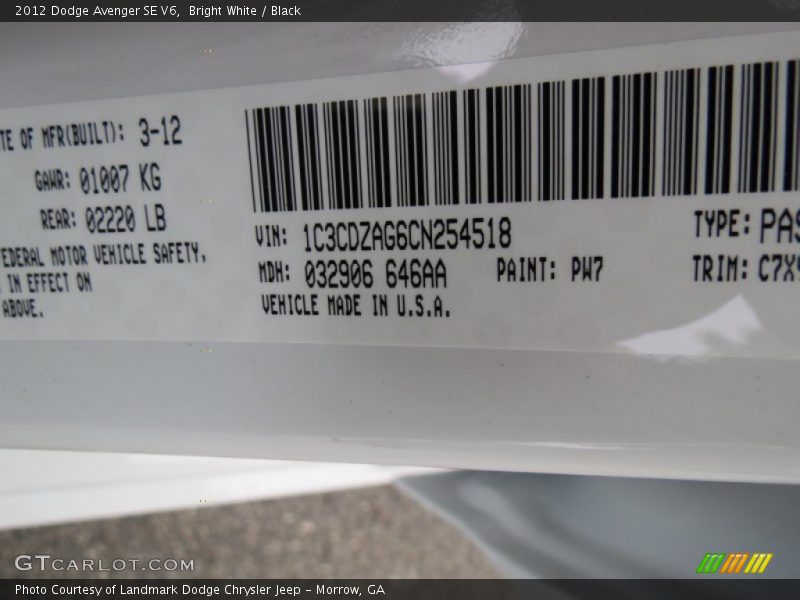 2012 Dodge Avenger SE V6,  Bright White / Black
TE OF MFR(BUILT): 3-12
GAWR: 01007 KG
REAR: 02220 LB
FEDERAL MOTOR VEHICLE SAFETY,
IN EFFECT ON
ABOVE.
VIN: 1C3CDZAG6CN254518
TYPE: PAS
MDH: 032906 646AA
PAINT: PW7
TRIM: C7X9
VEHICLE MADE IN U.S.A.
GTCARLOT.COM
Photo Courtesy of Landmark Dodge Chrysler Jeep - Morrow, GA